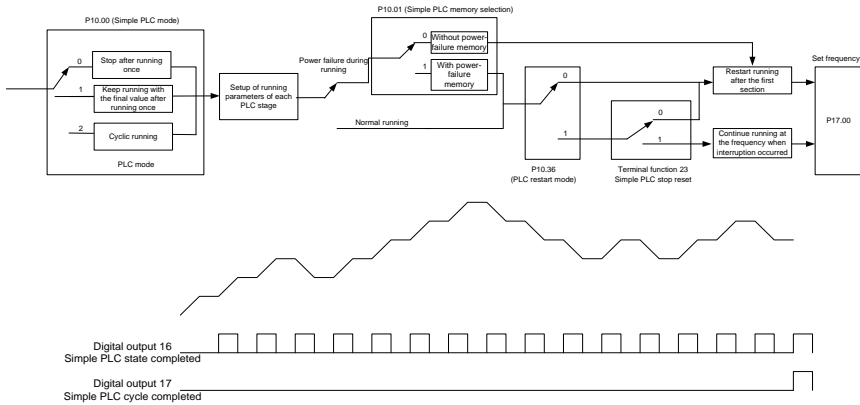 P10.00 (Simple PLC mode)
0
Stop after running
once
1
Keep running with
the final value after
running once
2
Cyclic running
PLC mode
Setup of running
parameters of each
PLC stage
Power failure during
running
P10.01 (Simple PLC memory selection)
0
Without power-
failure memory
1
With power-
failure memory
Normal running
0
1
P10.36
(PLC restart mode)
0
1
Terminal function 23
Simple PLC stop reset
Restart running
after the first
section
Continue running at
the frequency when
interruption occurred
Set frequency
P17.00
Digital output 16
Simple PLC state completed
Digital output 17
Simple PLC cycle completed